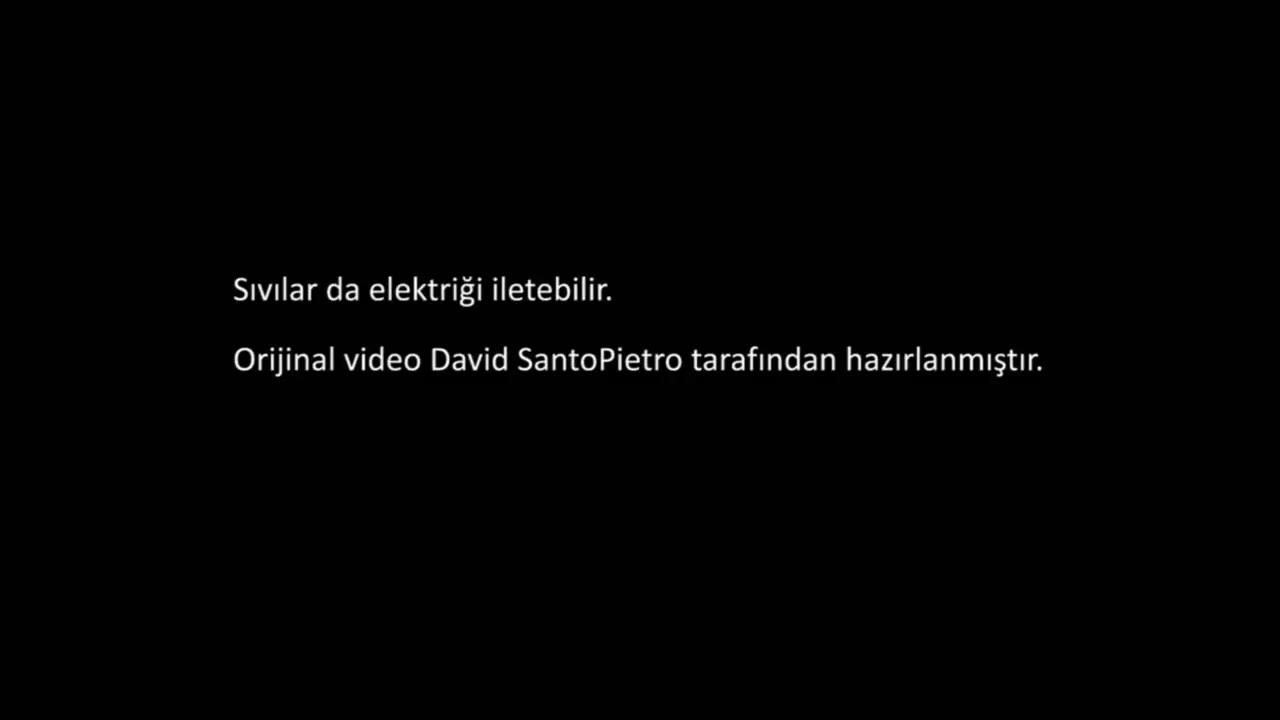 Sıvılar da elektriği iletebilir.
Orijinal video David SantoPietro tarafından hazırlanmıştır.